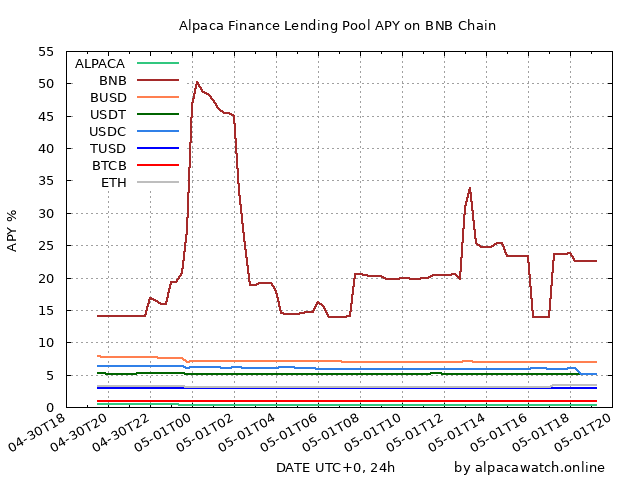 Alpaca Finance Lending Pool APY on BNB Chain
55
50
45
40
35
30
25
20
15
10
5
0
APY %
ALPACA
BNB
BUSD
USDT
USDC
TUSD
BTCB
ETH
04-30T18
04-30T20
04-30T22
05-01T00
05-01T02
05-01T04
05-01T06
05-01T08
05-01T10
05-01T12
05-01T14
05-01T16
05-01T18
05-01T20
DATE UTC+0, 24h
by alpacawatch.online